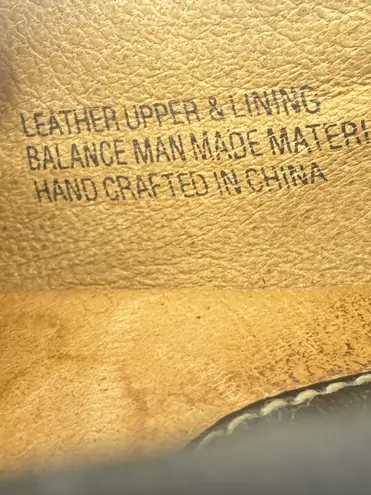 LEATHER UPPER & LINING
BALANCE MAN MADE MATERI
HAND CRAFTED IN CHINA